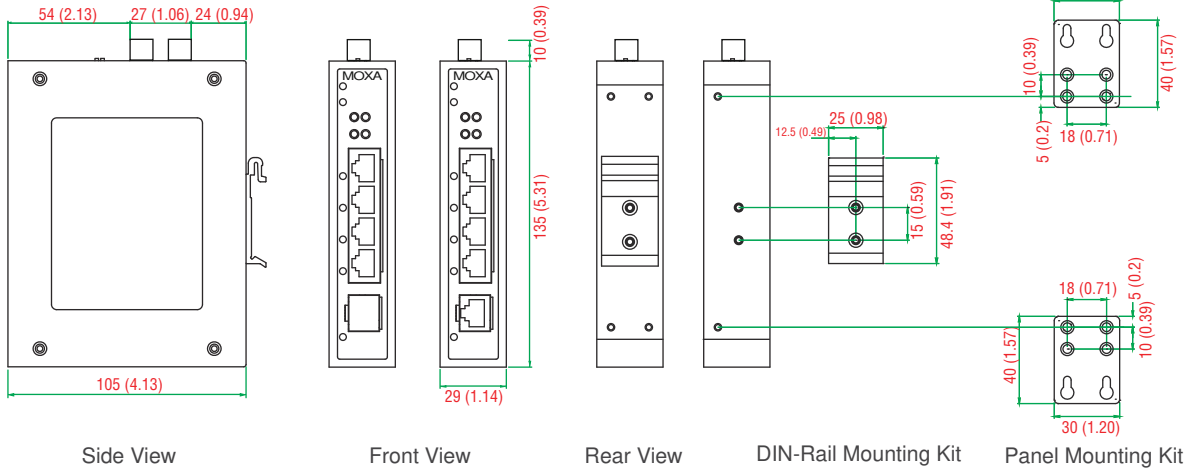 54 (2.13)
27 (1.06)
24 (0.94)
105 (4.13)
Side View
MOXA
MOXA
10 (0.39)
135 (5.31)
29 (1.14)
Front View
Rear View
25 (0.98)
12.5 (0.49)
15 (0.59)
48.4 (1.91)
DIN-Rail Mounting Kit
10 (0.39)
40 (1.57)
5 (0.2)
18 (0.71)
18 (0.71)
5 (0.2)
10 (0.39)
40 (1.57)
30 (1.20)
Panel Mounting Kit